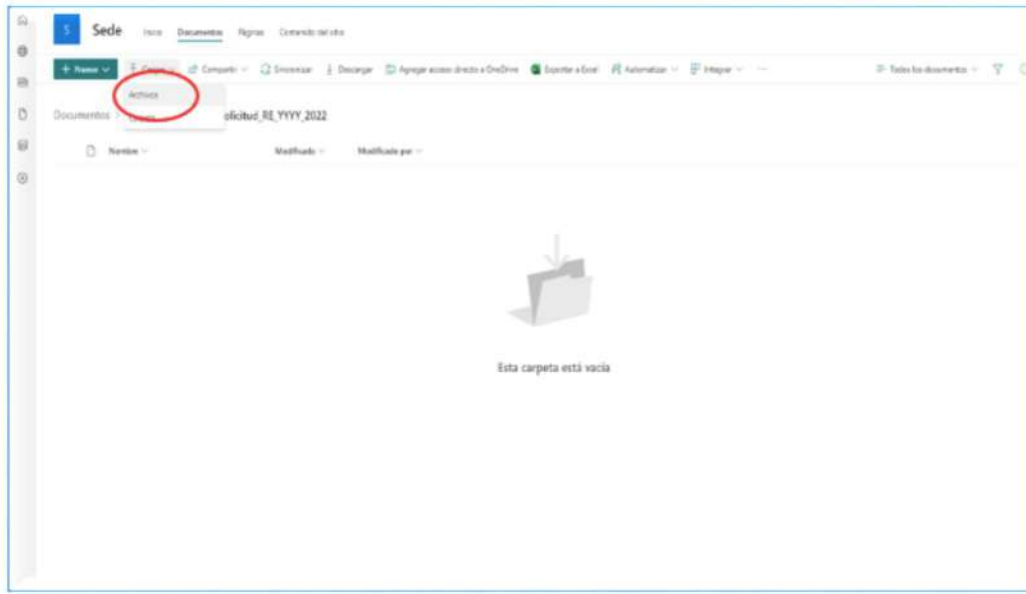 S Sede Inicio Documentos Páginas Contenido del sitio
+ Nuevo Cargar Compartir Sincronizar Descargar Agregar acceso directo a OneDrive Exportar a Excel Automatizar Integrar ... Todos los documentos
Archivos
Documentos > olicitud_RE_YYYY_2022
Nombre Modificado Modificado por
Esta carpeta está vacía